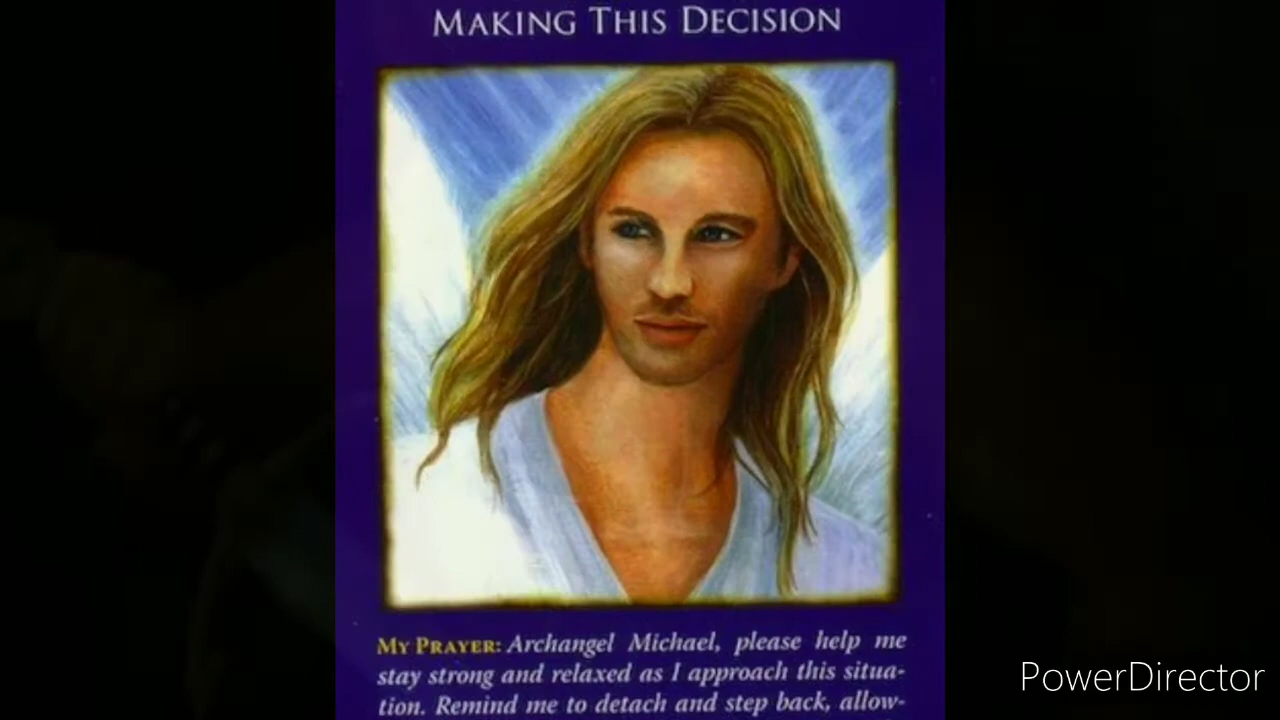 MAKING THIS DECISION
MY PRAYER: Archangel Michael, please help me
stay strong and relaxed as I approach this situa-
tion. Remind me to detach and step back, allow-
PowerDirector